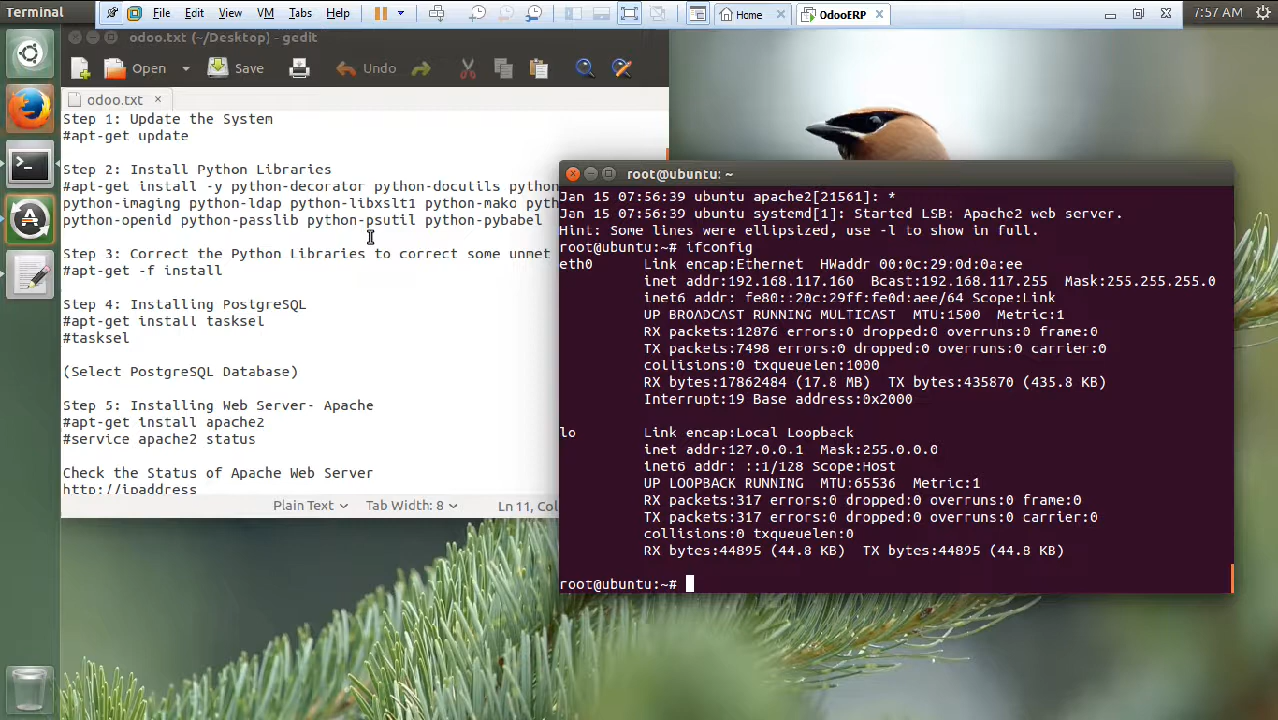 Terminal
File Edit View VM Tabs Help
Home
OdooERP
7:57 AM
odoo.txt (~/Desktop) - gedit
Open Save Undo
odoo.txt
Step 1: Update the System
#apt-get update
Step 2: Install Python Libraries
#apt-get install -y python-decorator python-docutils python
python-imaging python-ldap python-libxslt1 python-mako pyth
python-openid python-passlib python-psutil python-pybabel
Step 3: Correct the Python Libraries to correct some unmet
#apt-get -f install
Step 4: Installing PostgreSQL
#apt-get install tasksel
#tasksel
(Select PostgreSQL Database)
Step 5: Installing Web Server- Apache
#apt-get install apache2
#service apache2 status
Check the Status of Apache Web Server
http://ipaddress
Plain Text Tab Width: 8 Ln 11, Col
root@ubuntu: ~
Jan 15 07:56:39 ubuntu apache2[21561]: *
Jan 15 07:56:39 ubuntu systemd[1]: Started LSB: Apache2 web server.
Hint: Some lines were ellipsized, use -l to show in full.
root@ubuntu:~# ifconfig
eth0 Link encap:Ethernet HWaddr 00:0c:29:0d:0a:ee
inet addr:192.168.117.160 Bcast:192.168.117.255 Mask:255.255.255.0
inet6 addr: fe80::20c:29ff:fe0d:aee/64 Scope:Link
UP BROADCAST RUNNING MULTICAST MTU:1500 Metric:1
RX packets:12876 errors:0 dropped:0 overruns:0 frame:0
TX packets:7498 errors:0 dropped:0 overruns:0 carrier:0
collisions:0 txqueuelen:1000
RX bytes:17862484 (17.8 MB) TX bytes:435870 (435.8 KB)
Interrupt:19 Base address:0x2000
lo Link encap:Local Loopback
inet addr:127.0.0.1 Mask:255.0.0.0
inet6 addr: ::1/128 Scope:Host
UP LOOPBACK RUNNING MTU:65536 Metric:1
RX packets:317 errors:0 dropped:0 overruns:0 frame:0
TX packets:317 errors:0 dropped:0 overruns:0 carrier:0
collisions:0 txqueuelen:0
RX bytes:44895 (44.8 KB) TX bytes:44895 (44.8 KB)
root@ubuntu:~#